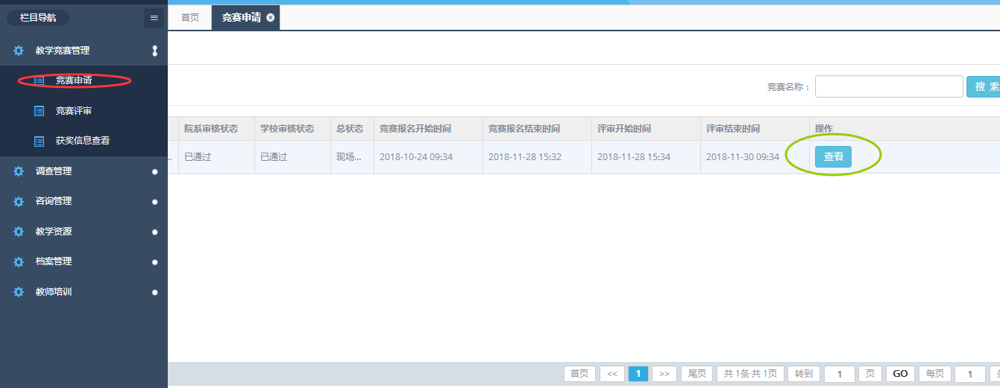 栏目导航
首页
竞赛申请
教学竞赛管理
竞赛申请
竞赛评审
获奖信息查看
调查管理
咨询管理
教学资源
档案管理
教师培训
竞赛名称：
搜 索
院系审核状态 学校审核状态 总状态 竞赛报名开始时间 竞赛报名结束时间 评审开始时间 评审结束时间 操作
... 已通过 已通过 现场... 2018-10-24 09:34 2018-11-28 15:32 2018-11-28 15:34 2018-11-30 09:34 查看
首页 << 1 >> 尾页 共 1条 共 1页 转到 1 页 GO 每页 1